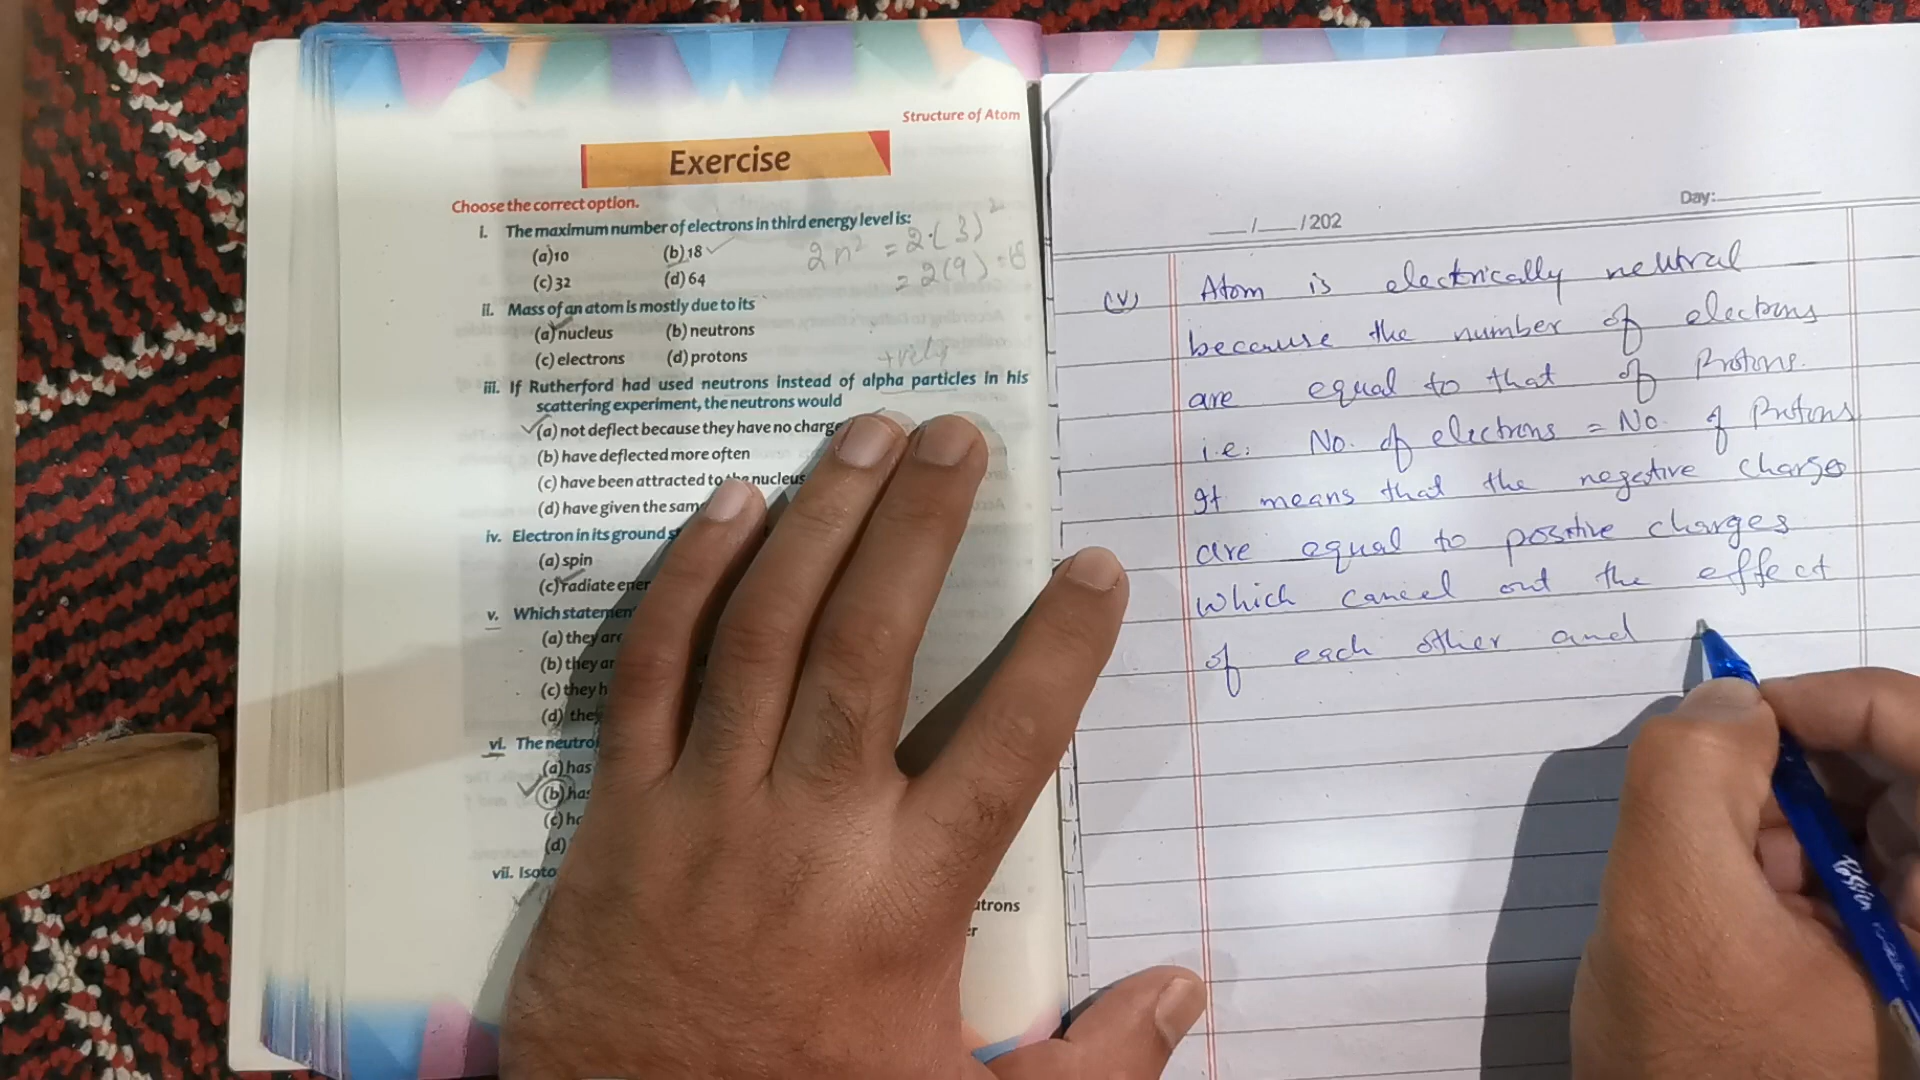 Structure of Atom
Exercise
Choose the correct option.
i. The maximum number of electrons in third energy level is:
(a) 10 (b) 18
(c) 32 (d) 64
2n² = 2·(3)²
= 2(9) = 18
ii. Mass of an atom is mostly due to its
(a) nucleus (b) neutrons
(c) electrons (d) protons
+vely
iii. If Rutherford had used neutrons instead of alpha particles in his
scattering experiment, the neutrons would
(a) not deflect because they have no charge
(b) have deflected more often
(c) have been attracted to the nucleus
(d) have given the sam
iv. Electron in its ground
(a) spin
(c) radiate ener
v. Which statemen
(a) they are
(b) they ar
(c) they h
(d) the
vi. The neutro
(a) has
(b) has
(c) ha
(d)
vii. Isoto
utrons
er
Day:
__/__/202
(v) Atom is electrically neutral
because the number of electrons
are equal to that of Protons.
i.e. No. of electrons = No. of Protons
It means that the negative charges
are equal to positive charges
which cancel out the effect
of each other and